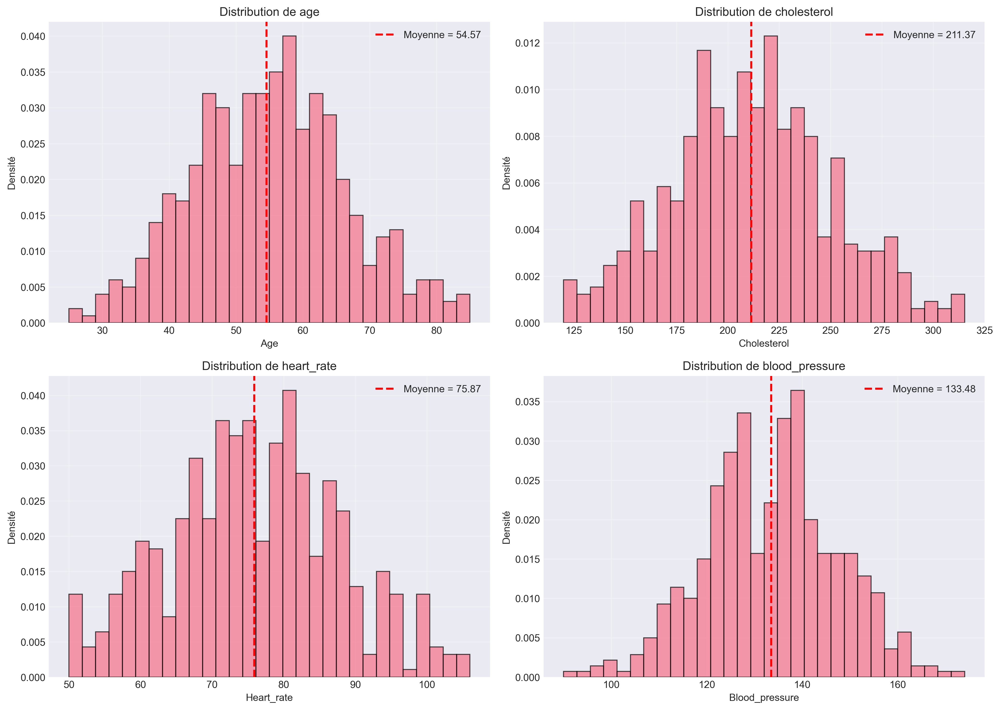 Distribution de age
Moyenne = 54.57
0.040
0.035
0.030
0.025
0.020
0.015
0.010
0.005
0.000
Densité
30 40 50 60 70 80
Age
Distribution de cholesterol
Moyenne = 211.37
0.012
0.010
0.008
0.006
0.004
0.002
0.000
Densité
125 150 175 200 225 250 275 300 325
Cholesterol
Distribution de heart_rate
Moyenne = 75.87
0.040
0.035
0.030
0.025
0.020
0.015
0.010
0.005
0.000
Densité
50 60 70 80 90 100
Heart_rate
Distribution de blood_pressure
Moyenne = 133.48
0.035
0.030
0.025
0.020
0.015
0.010
0.005
0.000
Densité
100 120 140 160
Blood_pressure